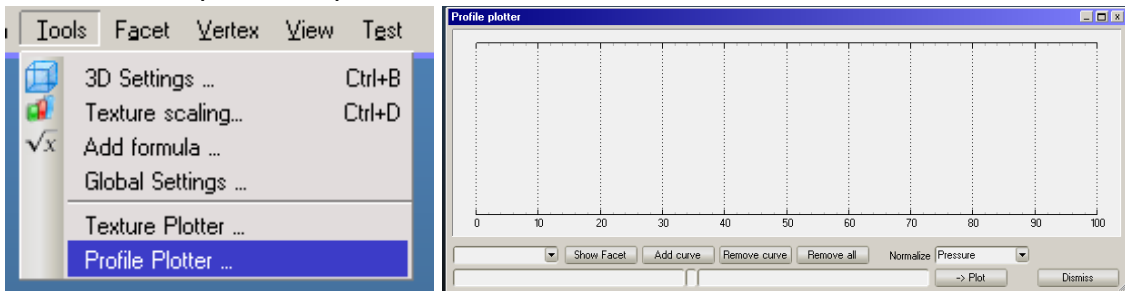 Tools Facet Vertex View Test
3D Settings ... Ctrl+B
Texture scaling... Ctrl+D
√x Add formula ...
Global Settings ...
Texture Plotter ...
Profile Plotter ...
Profile plotter
0 10 20 30 40 50 60 70 80 90 100
Show Facet Add curve Remove curve Remove all Normalize Pressure
-> Plot Dismiss